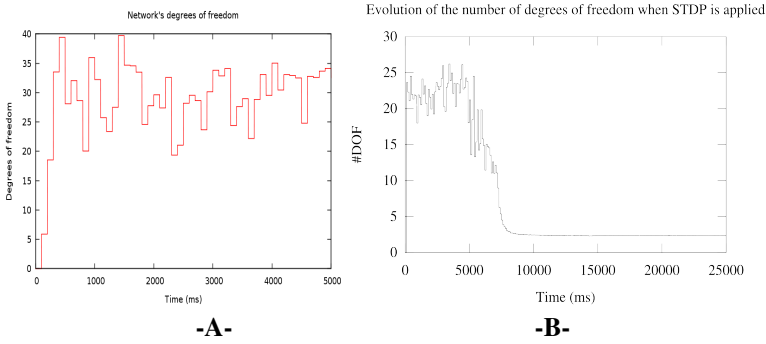 Network's degrees of freedom
Degrees of freedom
40
35
30
25
20
15
10
5
0
0 1000 2000 3000 4000 5000
Time (ms)
-A-
Evolution of the number of degrees of freedom when STDP is applied
#DOF
30
25
20
15
10
5
0
0 5000 10000 15000 20000 25000
Time (ms)
-B-